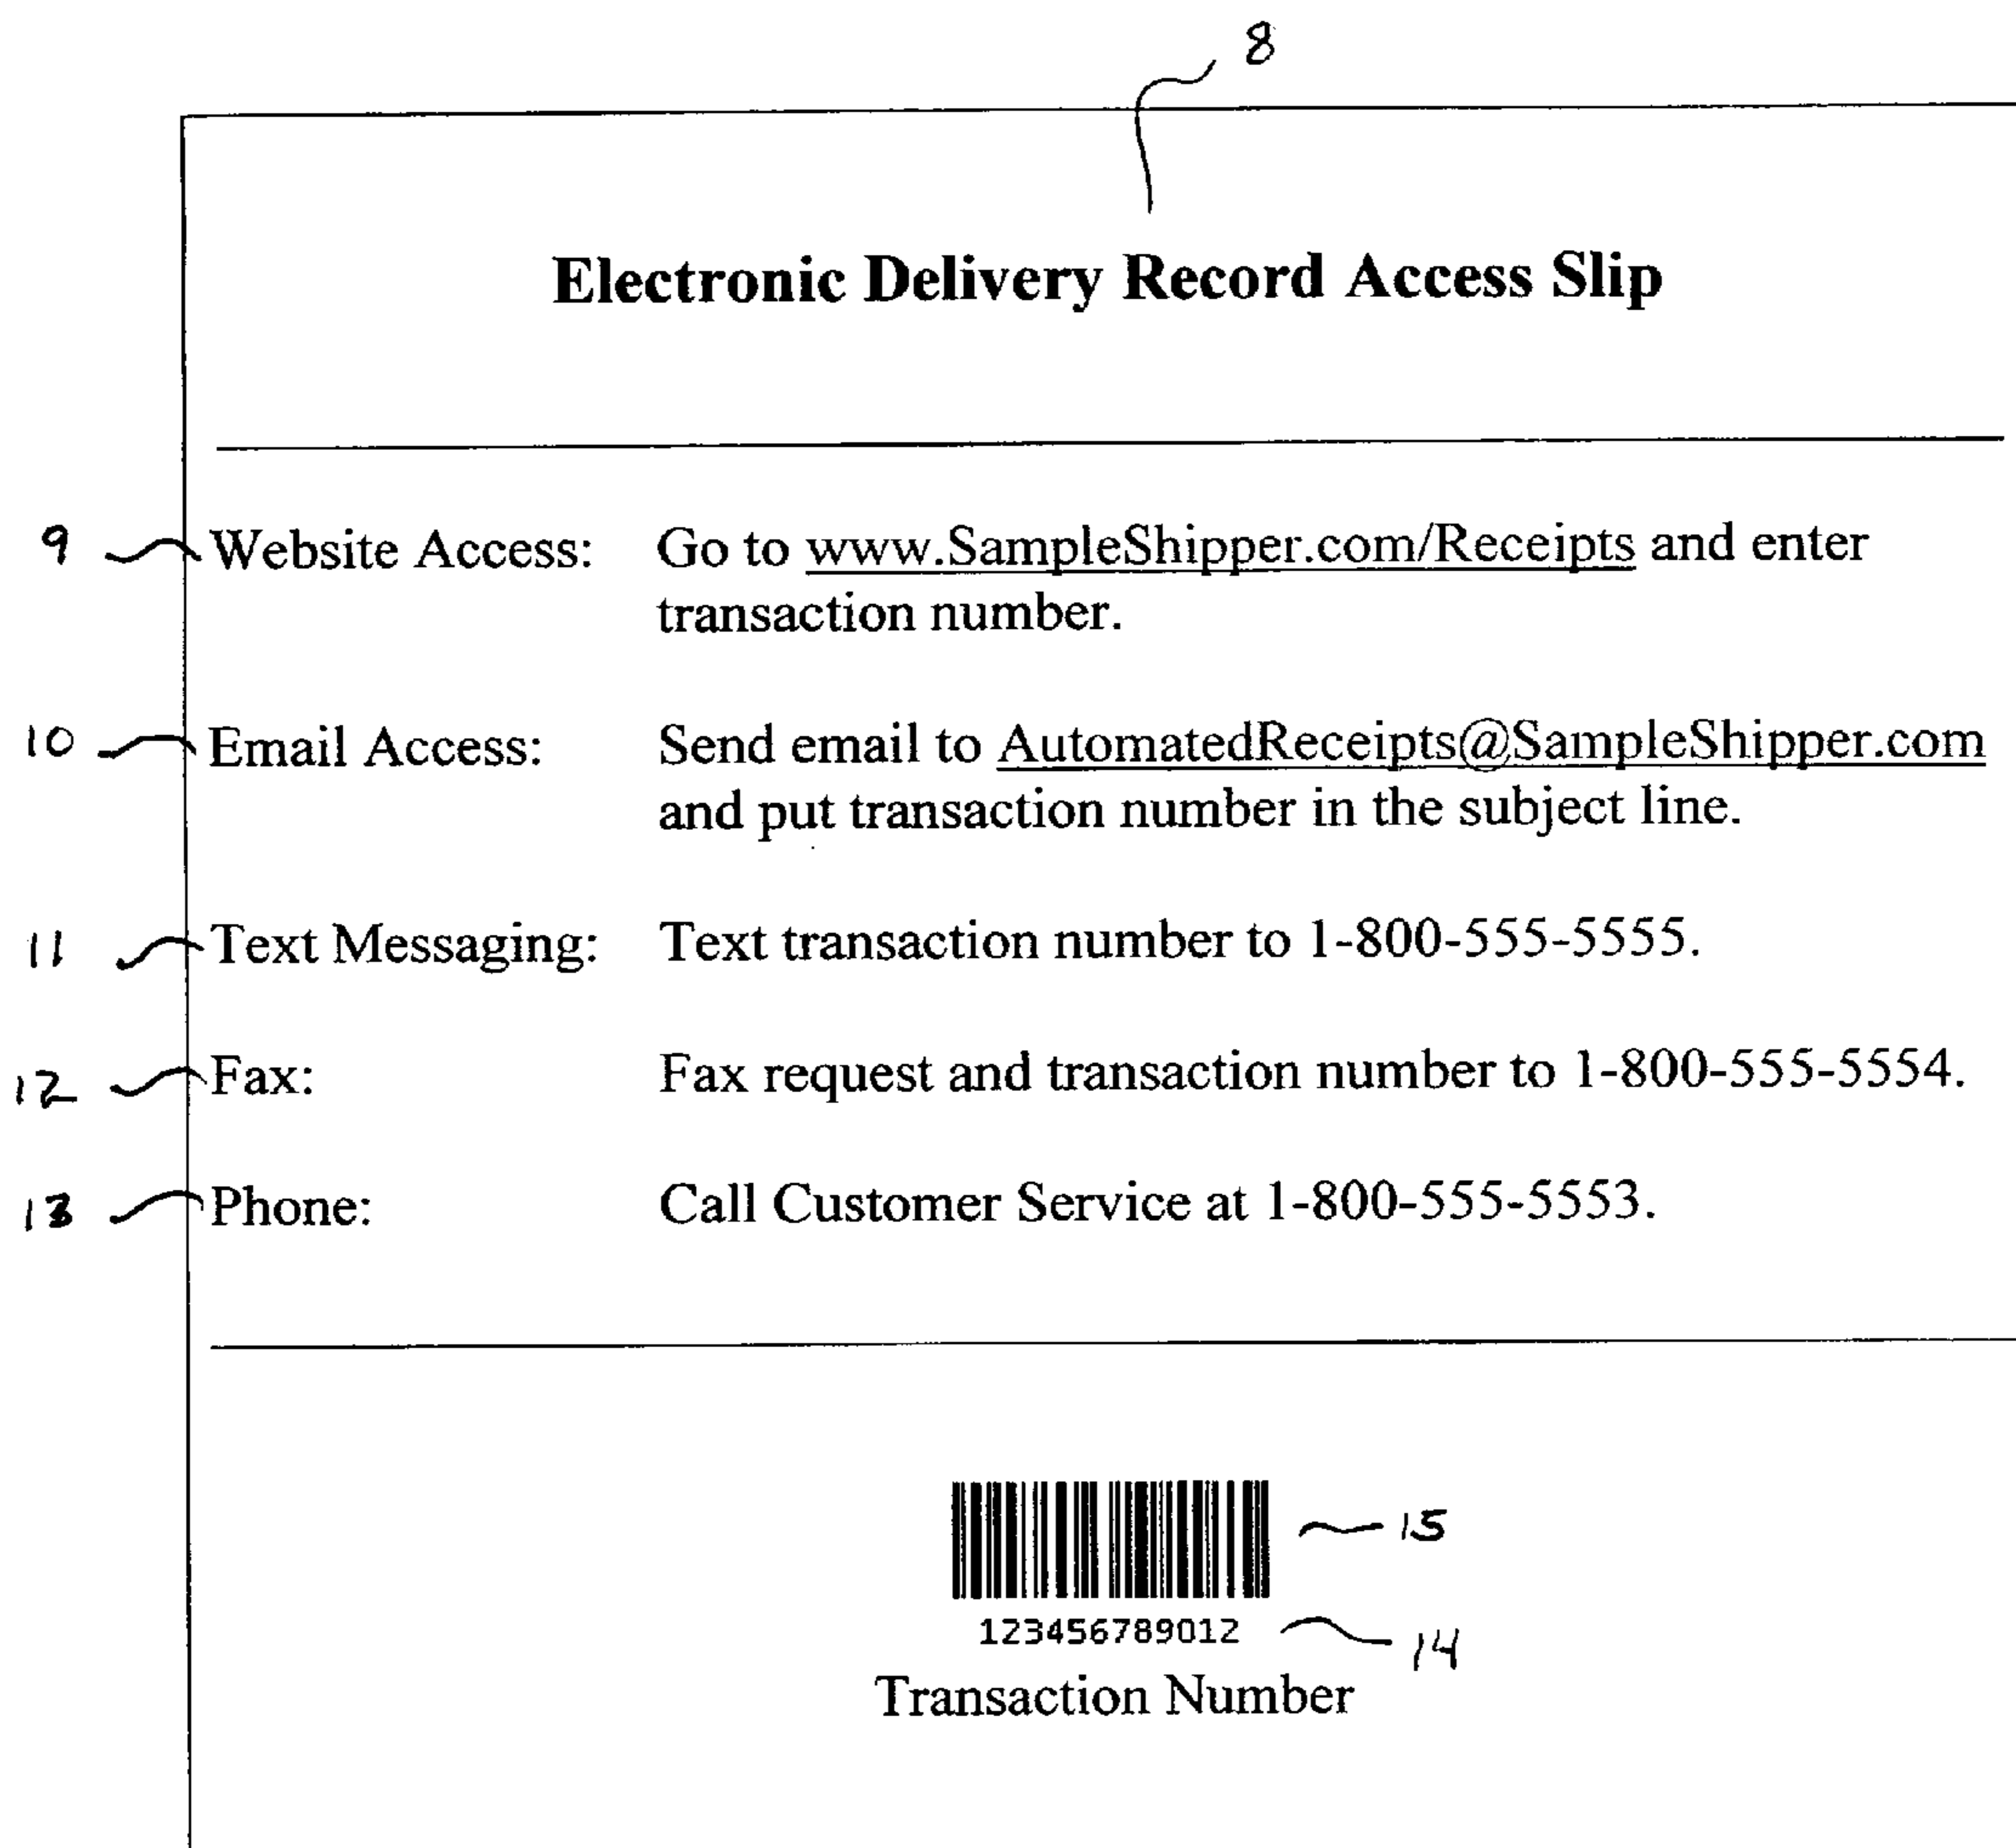 8
Electronic Delivery Record Access Slip
9 Website Access: Go to www.SampleShipper.com/Receipts and enter
transaction number.
10 Email Access: Send email to AutomatedReceipts@SampleShipper.com
and put transaction number in the subject line.
11 Text Messaging: Text transaction number to 1-800-555-5555.
12 Fax: Fax request and transaction number to 1-800-555-5554.
13 Phone: Call Customer Service at 1-800-555-5553.
15
123456789012 14
Transaction Number